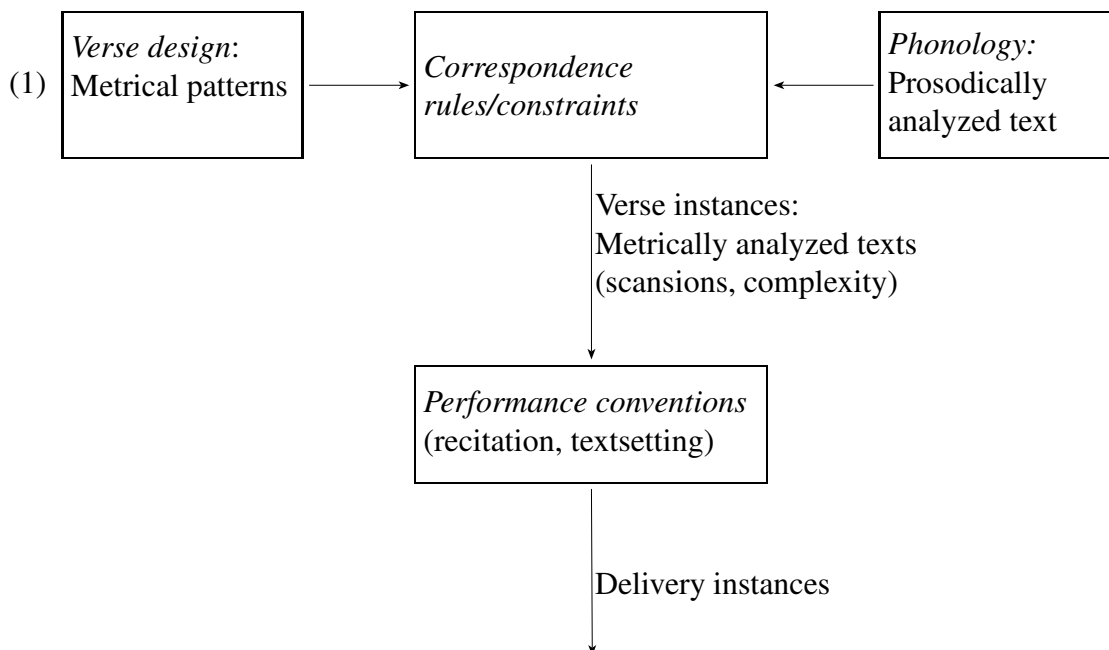 (1)
Verse design:
Metrical patterns
Correspondence
rules/constraints
Phonology:
Prosodically
analyzed text
Verse instances:
Metrically analyzed texts
(scansions, complexity)
Performance conventions
(recitation, textsetting)
Delivery instances